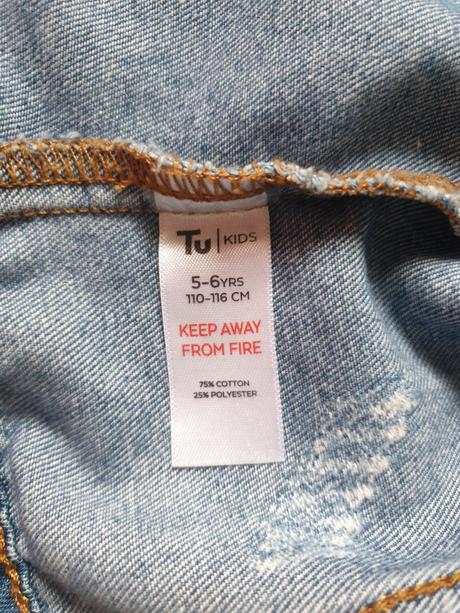 Tu | KIDS
5-6YRS
110-116 CM
KEEP AWAY
FROM FIRE
75% COTTON
25% POLYESTER